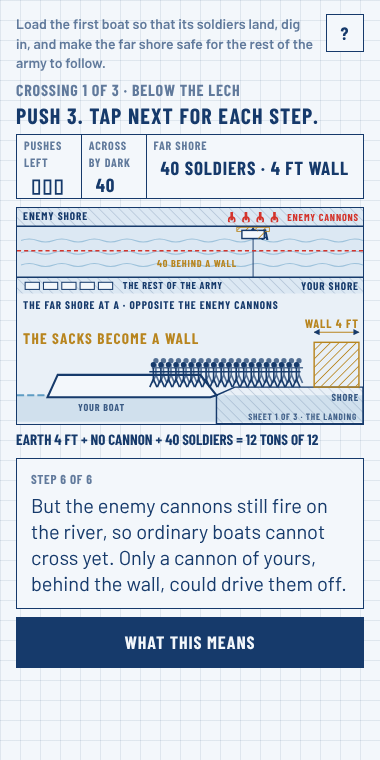 Load the first boat so that its soldiers land, dig
in, and make the far shore safe for the rest of the
army to follow.
?
CROSSING 1 OF 3 · BELOW THE LECH
PUSH 3. TAP NEXT FOR EACH STEP.
PUSHES LEFT
ACROSS BY DARK
40
FAR SHORE
40 SOLDIERS · 4 FT WALL
ENEMY SHORE
ENEMY CANNONS
A
40 BEHIND A WALL
THE REST OF THE ARMY
YOUR SHORE
THE FAR SHORE AT A · OPPOSITE THE ENEMY CANNONS
WALL 4 FT
THE SACKS BECOME A WALL
SHORE
YOUR BOAT
SHEET 1 OF 3 · THE LANDING
EARTH 4 FT + NO CANNON + 40 SOLDIERS = 12 TONS OF 12
STEP 6 OF 6
But the enemy cannons still fire on
the river, so ordinary boats cannot
cross yet. Only a cannon of yours,
behind the wall, could drive them off.
WHAT THIS MEANS